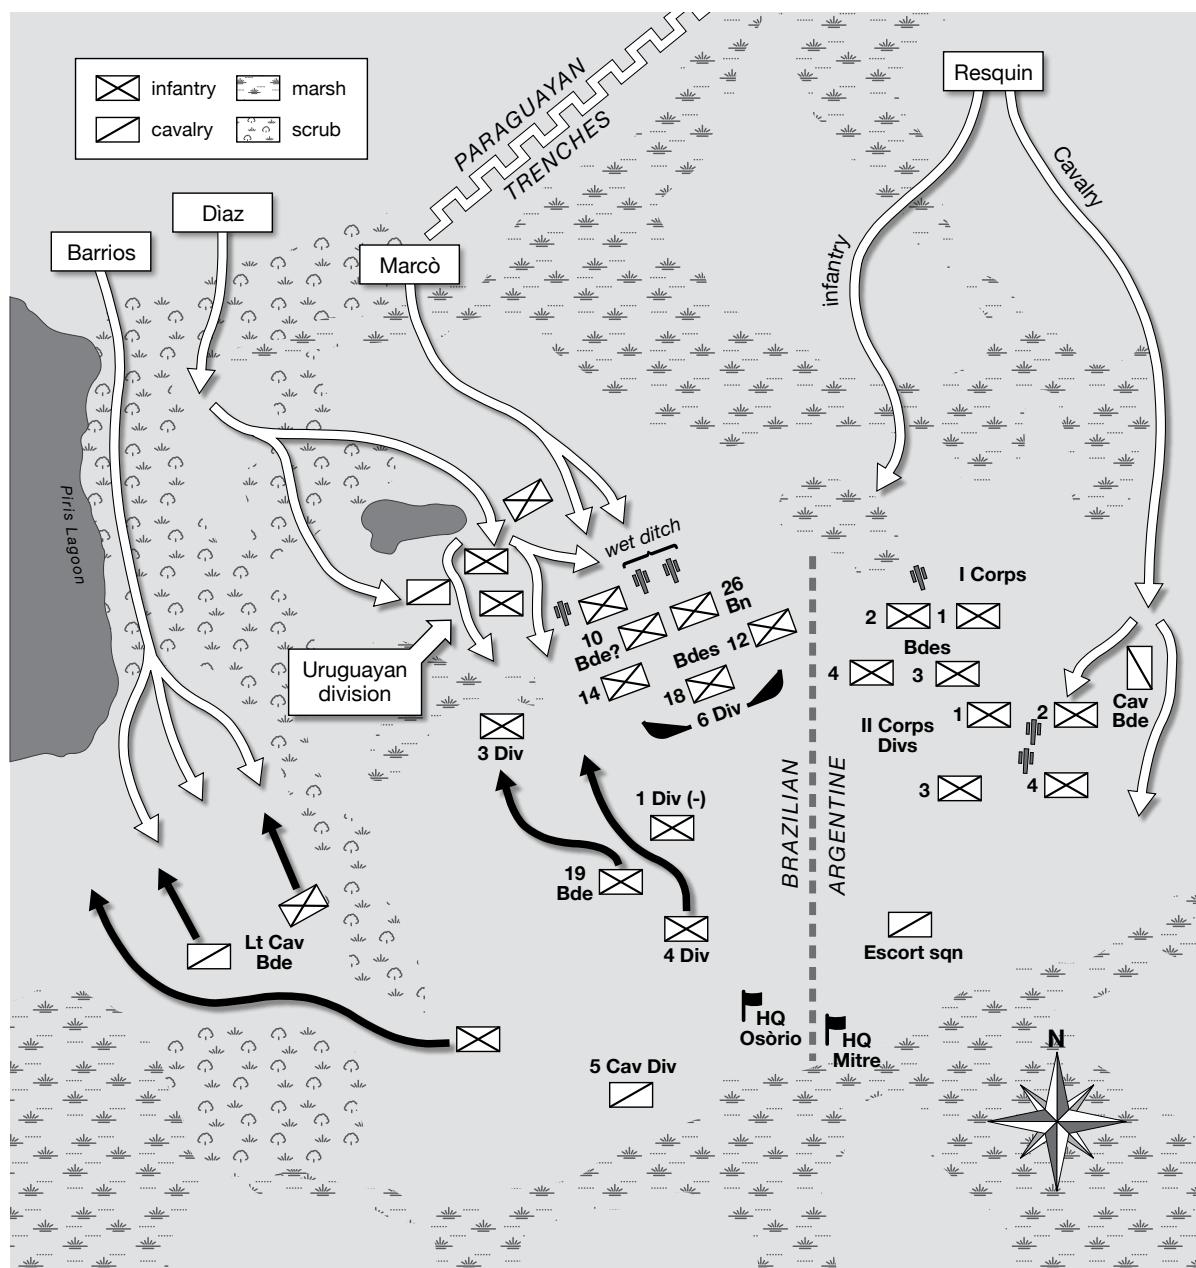 infantry
marsh
cavalry
scrub
PARAGUAYAN
TRENCHES
Resquin
Dìaz
Barrios
Marcò
infantry
Cavalry
Piris Lagoon
wet ditch
Uruguayan
division
10
Bde?
26
Bn
14
Bdes 12
18
6 Div
3 Div
I Corps
2
1
Bdes
4
3
1
2
II Corps
Divs
3
4
Cav
Bde
1 Div (-)
19
Bde
4 Div
BRAZILIAN
ARGENTINE
Lt Cav
Bde
Escort sqn
HQ
Osòrio
HQ
Mitre
5 Cav Div
N